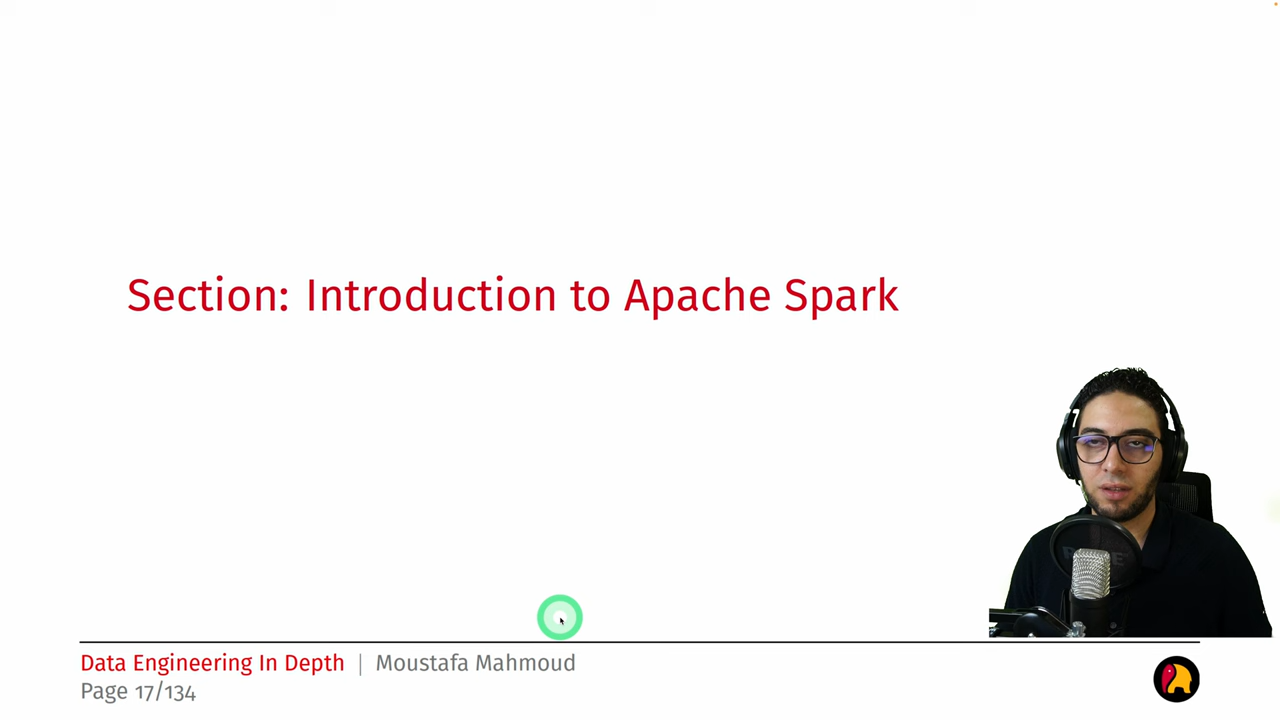 Section: Introduction to Apache Spark
Data Engineering In Depth | Moustafa Mahmoud
Page 17/134